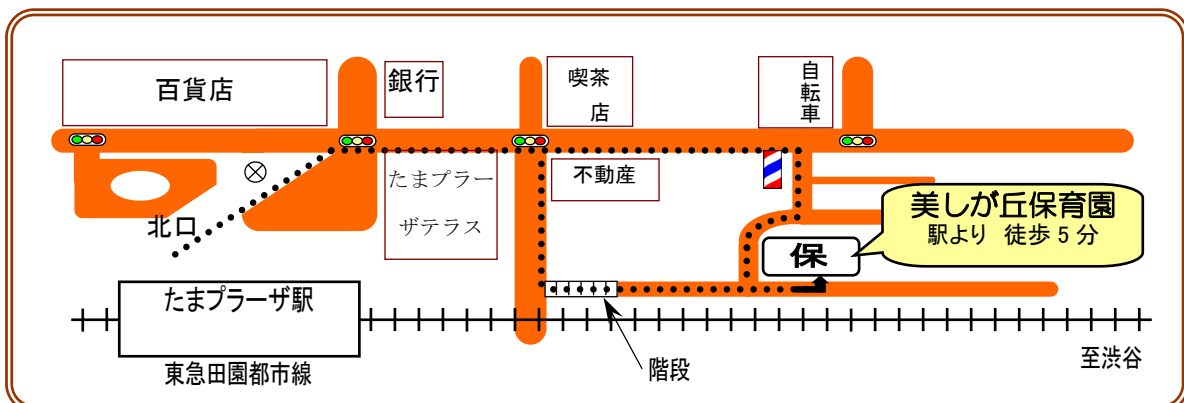 百貨店
銀行
喫茶
店
自転車
たまプラー
ザテラス
不動産
北口
美しが丘保育園
駅より 徒歩5分
保
たまプラーザ駅
階段
至渋谷
東急田園都市線